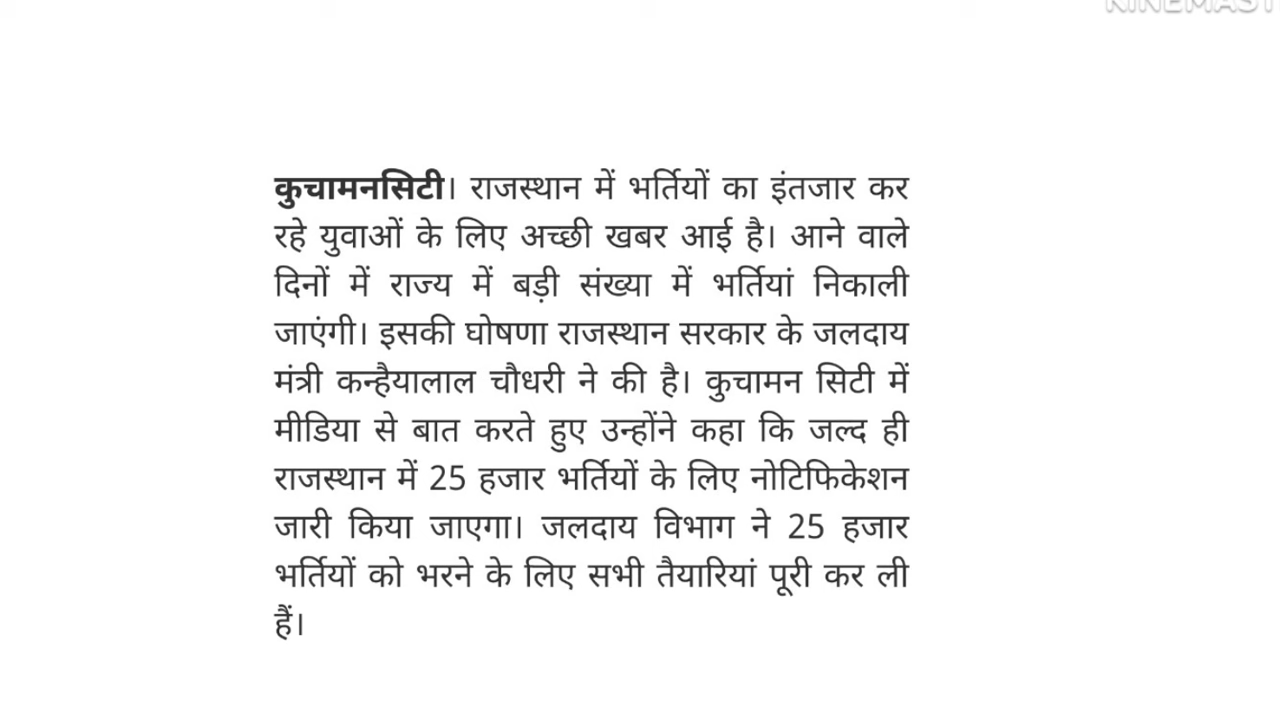 KINEMAST
कुचामनसिटी। राजस्थान में भर्तियों का इंतजार कर
रहे युवाओं के लिए अच्छी खबर आई है। आने वाले
दिनों में राज्य में बड़ी संख्या में भर्तियां निकाली
जाएंगी। इसकी घोषणा राजस्थान सरकार के जलदाय
मंत्री कन्हैयालाल चौधरी ने की है। कुचामन सिटी में
मीडिया से बात करते हुए उन्होंने कहा कि जल्द ही
राजस्थान में 25 हजार भर्तियों के लिए नोटिफिकेशन
जारी किया जाएगा। जलदाय विभाग ने 25 हजार
भर्तियों को भरने के लिए सभी तैयारियां पूरी कर ली
हैं।